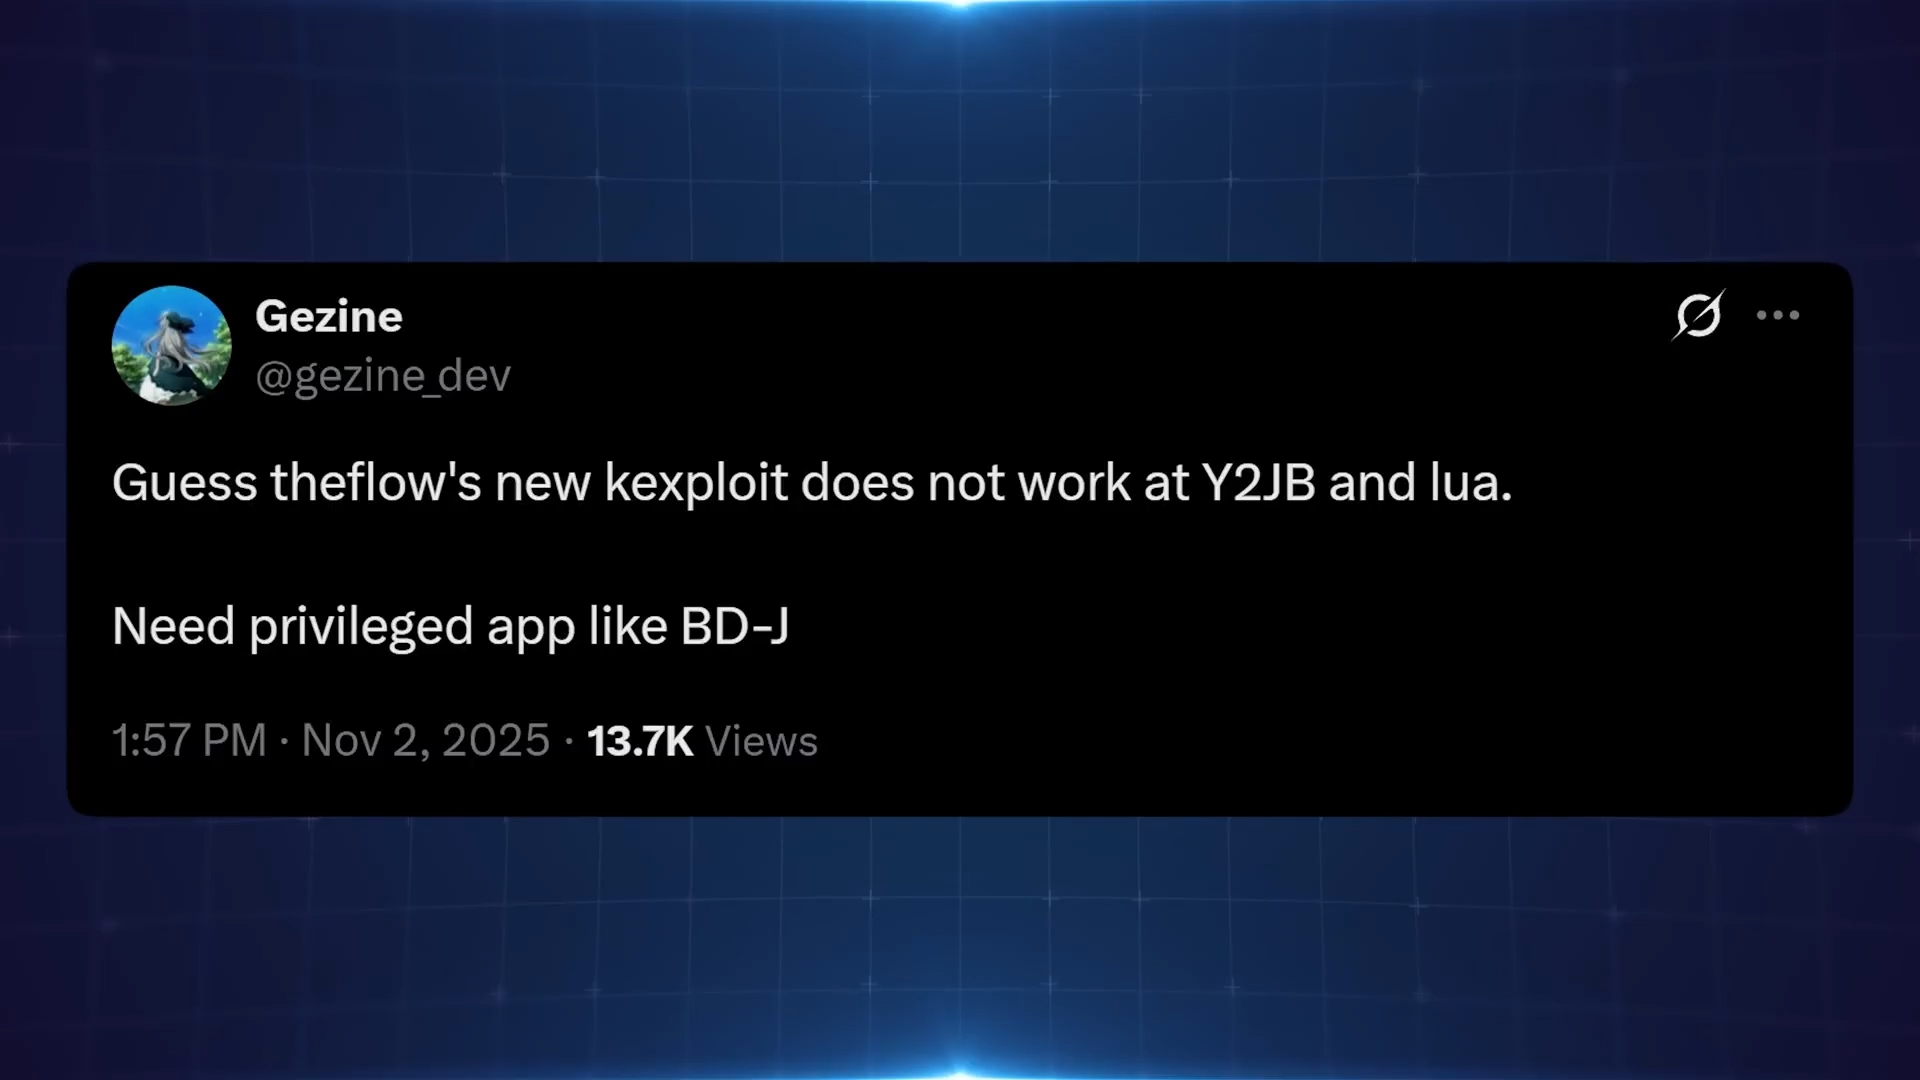 Gezine
@gezine_dev
Guess theflow's new kexploit does not work at Y2JB and lua.
Need privileged app like BD-J
1:57 PM · Nov 2, 2025 · 13.7K Views